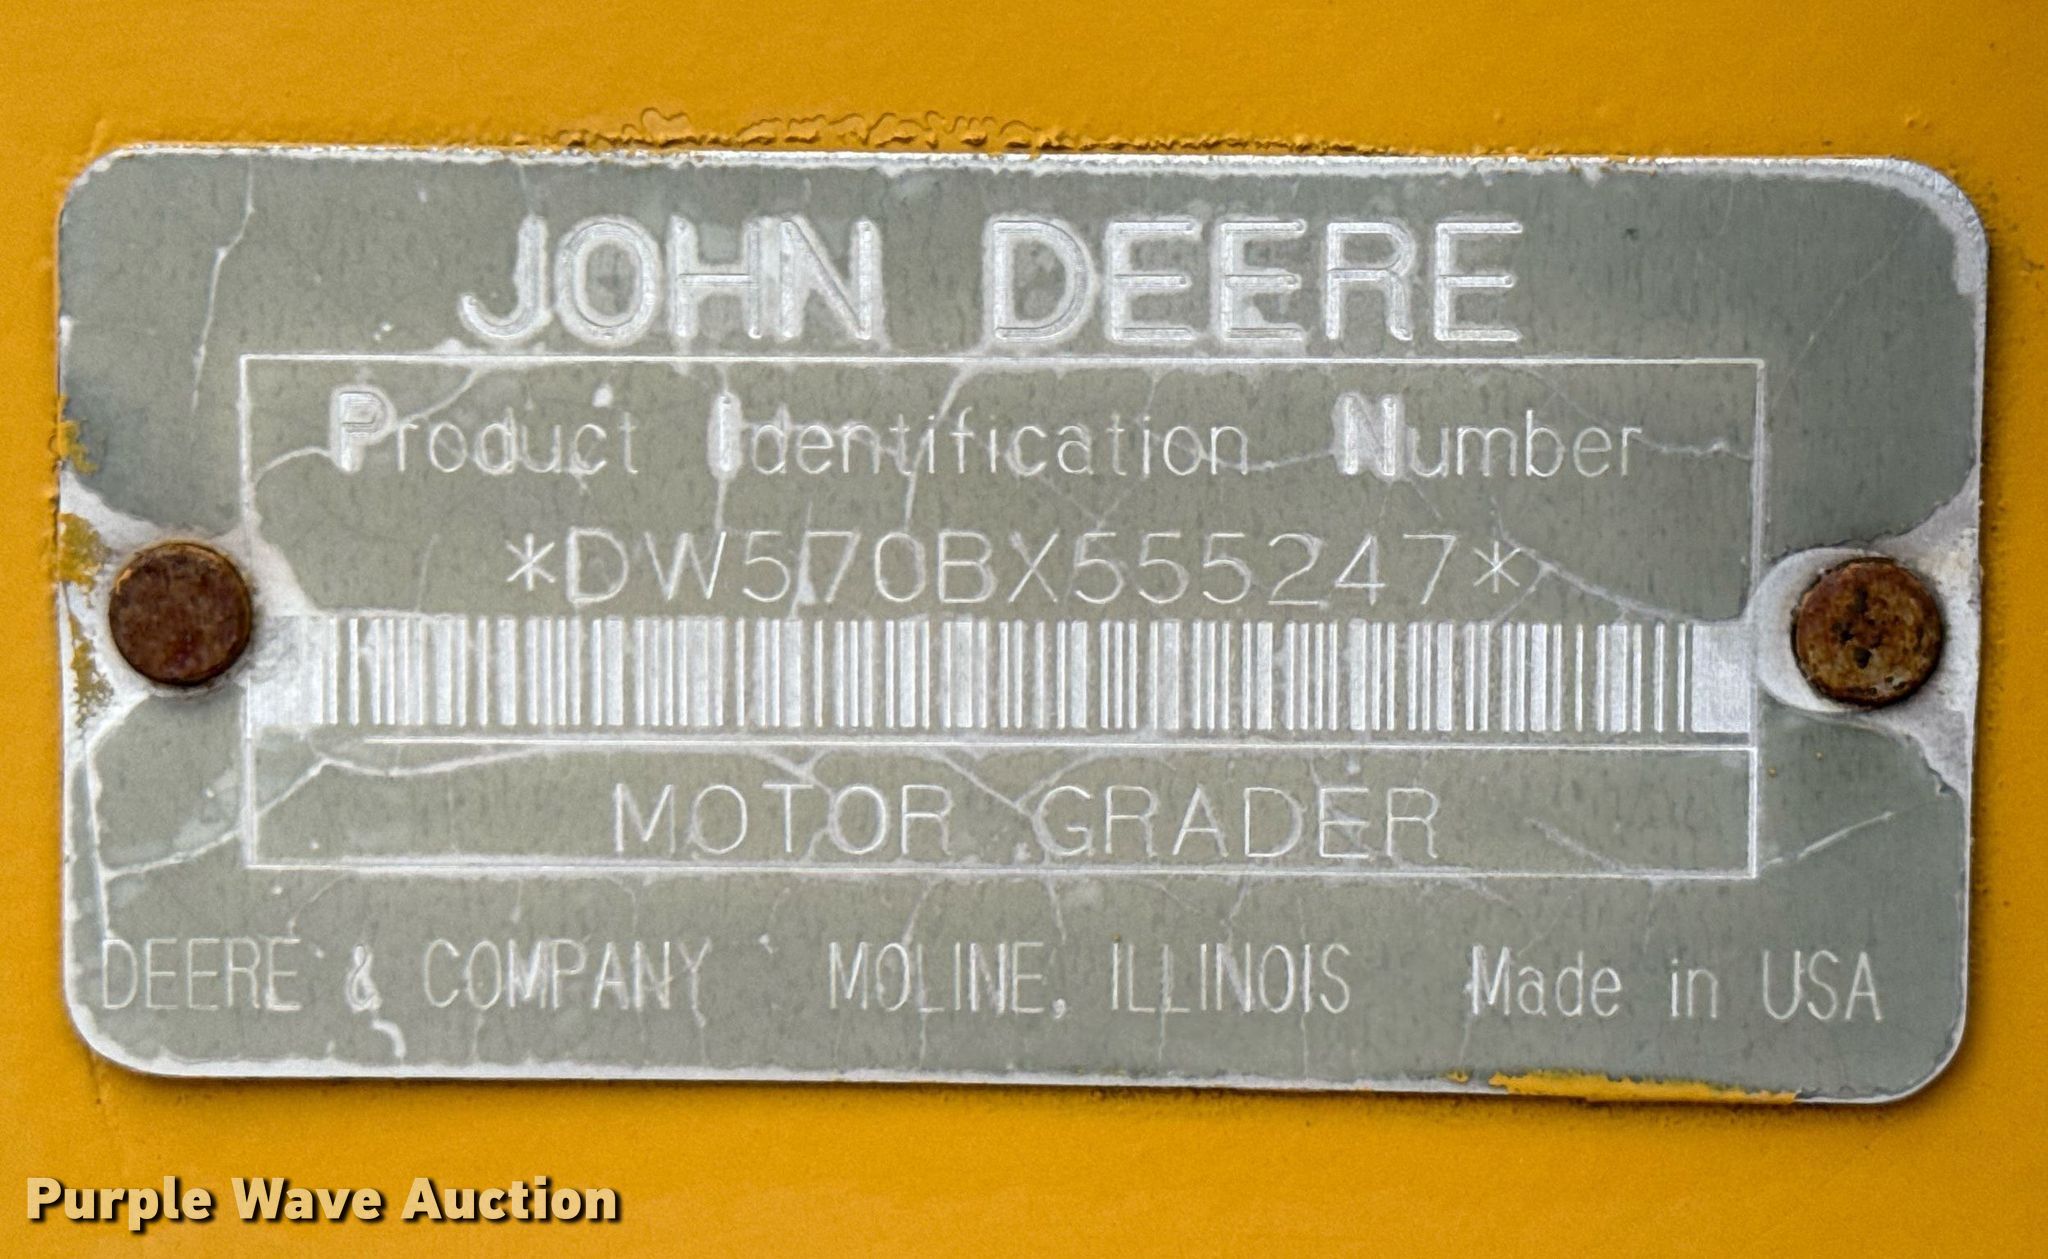 JOHN DEERE
Product Identification Number
*DW570BX555247*
MOTOR GRADER
DEERE & COMPANY MOLINE, ILLINOIS Made in USA
Purple Wave Auction